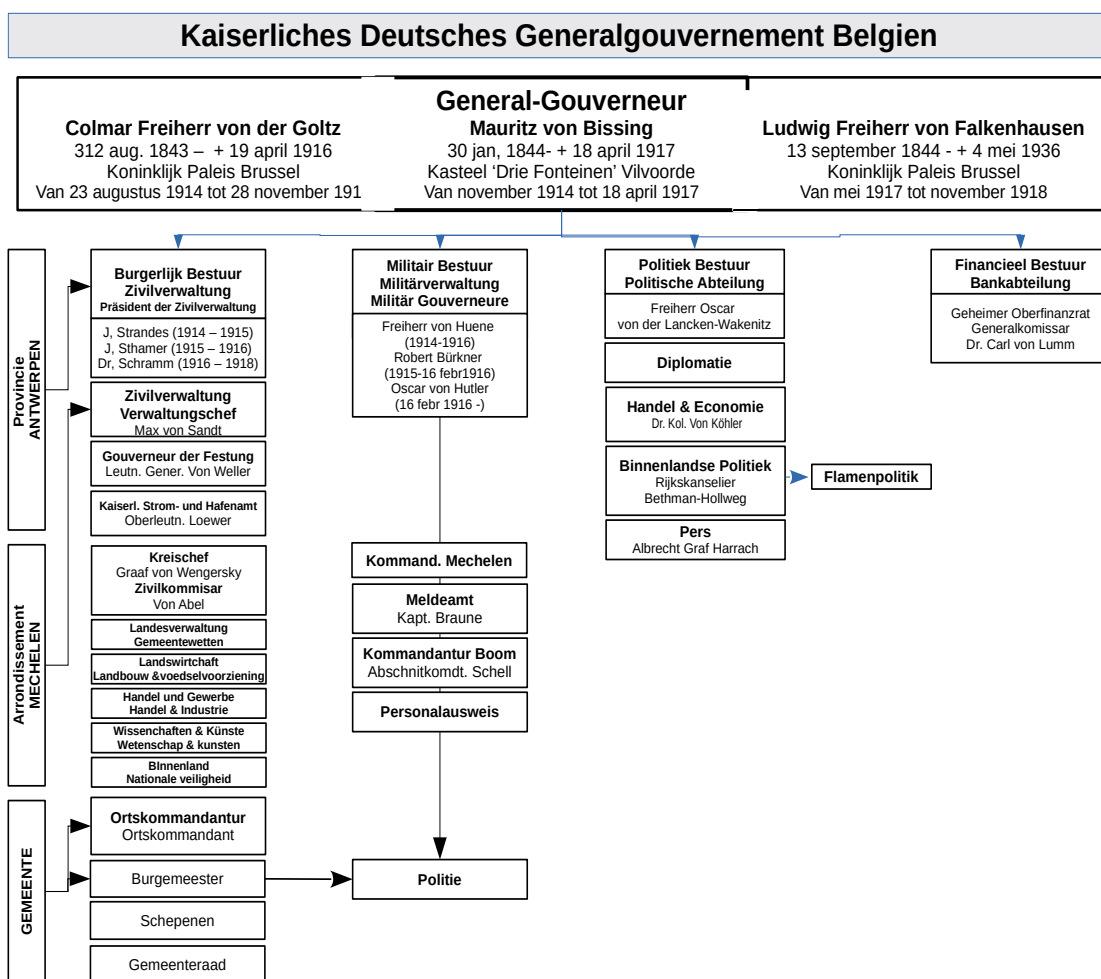 Kaiserliches Deutsches Generalgouvernement Belgien
General-Gouverneur
Colmar Freiherr von der Goltz
312 aug. 1843 – + 19 april 1916
Koninklijk Paleis Brussel
Van 23 augustus 1914 tot 28 november 191
Mauritz von Bissing
30 jan, 1844- + 18 april 1917
Kasteel ‘Drie Fonteinen’ Vilvoorde
Van november 1914 tot 18 april 1917
Ludwig Freiherr von Falkenhausen
13 september 1844 - + 4 mei 1936
Koninklijk Paleis Brussel
Van mei 1917 tot november 1918
Provincie
ANTWERPEN
Arrondissement
MECHELEN
GEMEENTE
Burgerlijk Bestuur
Zivilverwaltung
Präsident der Zivilverwaltung
J, Strandes (1914 – 1915)
J, Sthamer (1915 – 1916)
Dr, Schramm (1916 – 1918)
Zivilverwaltung
Verwaltungschef
Max von Sandt
Gouverneur der Festung
Leutn. Gener. Von Weller
Kaiserl. Strom- und Hafenamt
Oberleutn. Loewer
Kreischef
Graaf von Wengersky
Zivilkommisar
Von Abel
Landesverwaltung
Gemeentewetten
Landswirtschaft
Landbouw &voedselvoorziening
Handel und Gewerbe
Handel & Industrie
Wissenchaften & Künste
Wetenschap & kunsten
BInnenland
Nationale veiligheid
Ortskommandantur
Ortskommandant
Burgemeester
Schepenen
Gemeenteraad
Militair Bestuur
Militärverwaltung
Militär Gouverneure
Freiherr von Huene
(1914-1916)
Robert Bürkner
(1915-16 febr1916)
Oscar von Hutler
(16 febr 1916 -)
Kommand. Mechelen
Meldeamt
Kapt. Braune
Kommandantur Boom
Abschnitkomdt. Schell
Personalausweis
Politie
Politiek Bestuur
Politische Abteilung
Freiherr Oscar
von der Lancken-Wakenitz
Diplomatie
Handel & Economie
Dr. Kol. Von Köhler
Binnenlandse Politiek
Rijkskanselier
Bethman-Hollweg
Flamenpolitik
Pers
Albrecht Graf Harrach
Financieel Bestuur
Bankabteilung
Geheimer Oberfinanzrat
Generalkomissar
Dr. Carl von Lumm